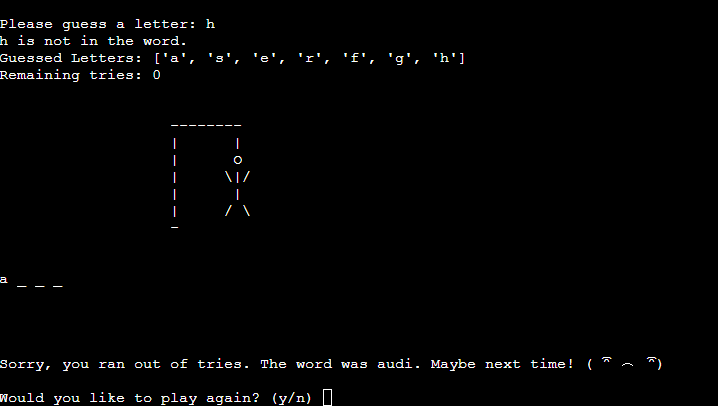 Please guess a letter: h
h is not in the word.
Guessed Letters: ['a', 's', 'e', 'r', 'f', 'g', 'h']
Remaining tries: 0
--------
|       |
|       O
|      \|/
|       |
|      / \
-
a _ _ _
Sorry, you ran out of tries. The word was audi. Maybe next time! ( ͡° ︵ ͡°)
Would you like to play again? (y/n)